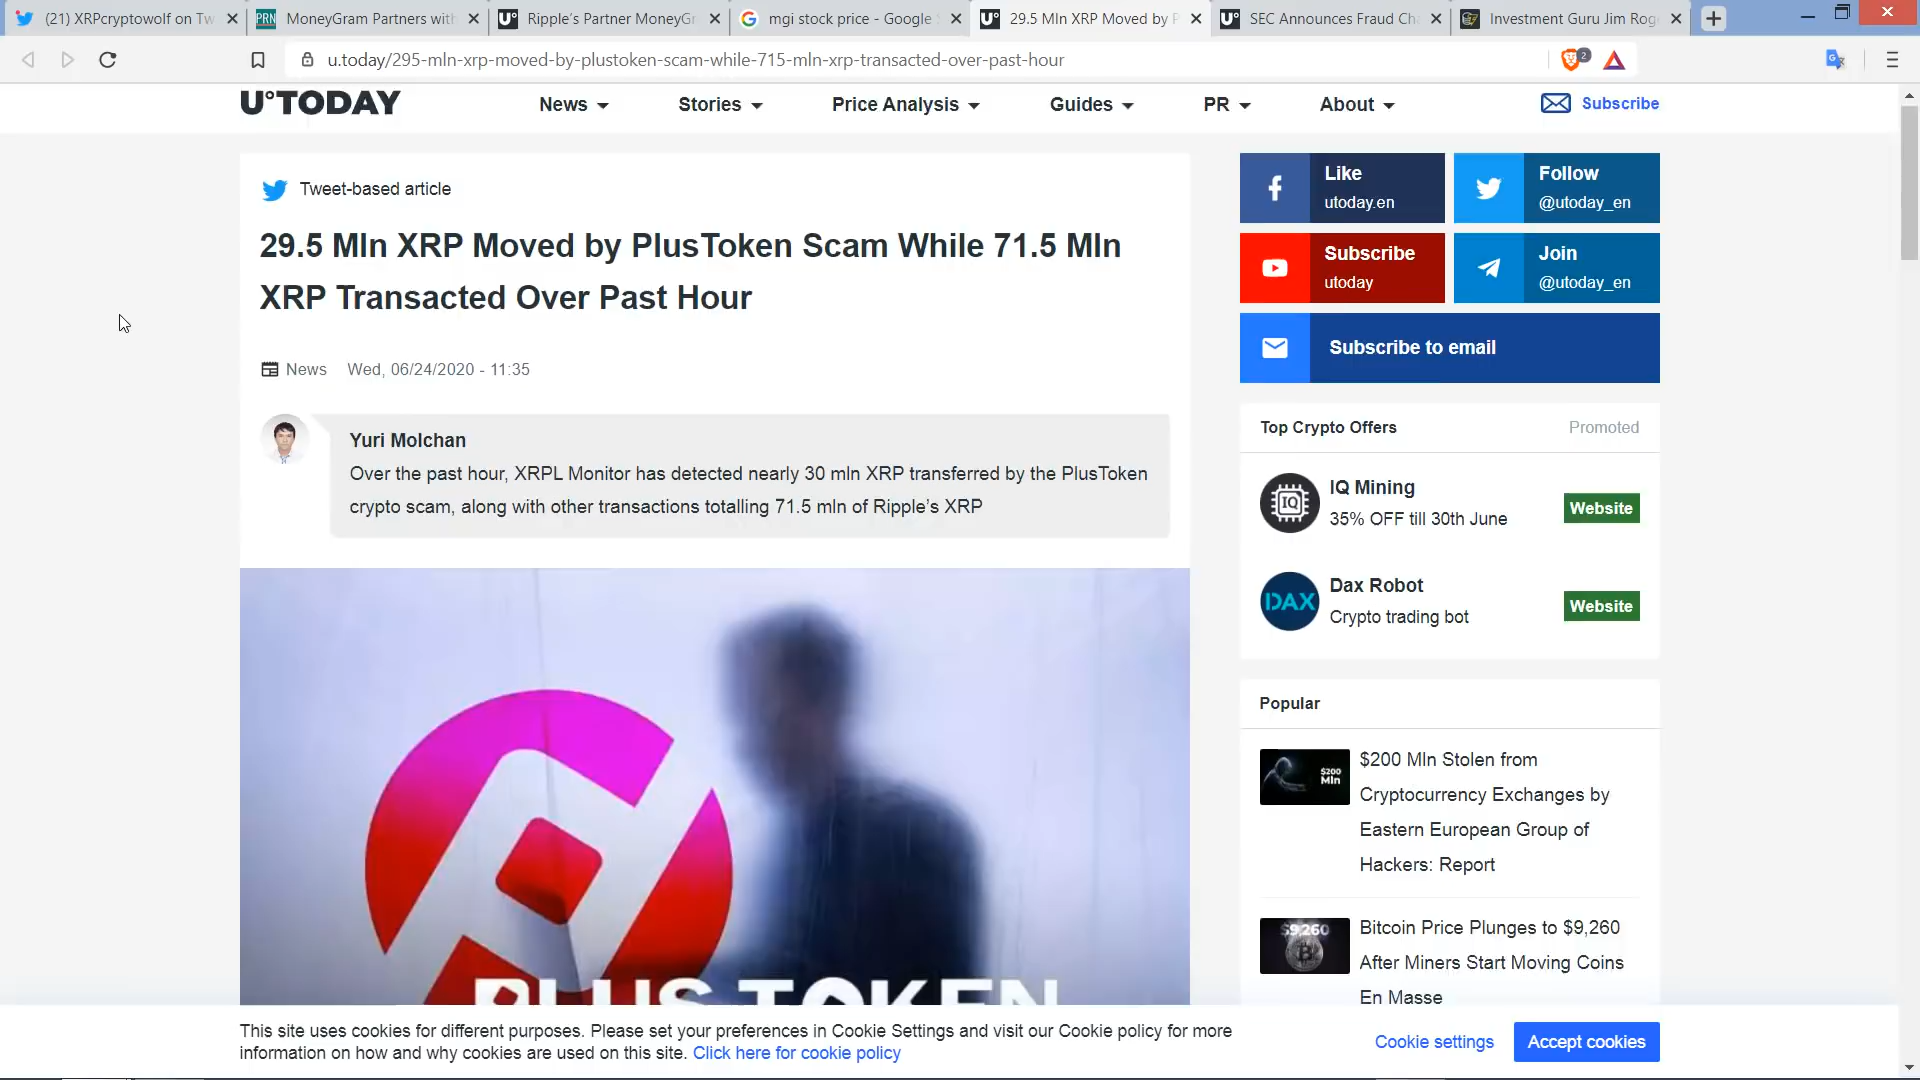 (21) XRPcryptowolf on Tw
MoneyGram Partners with
Ripple's Partner MoneyGr
mgi stock price - Google S
29.5 Mln XRP Moved by P
SEC Announces Fraud Ch
Investment Guru Jim Roge
u.today/295-mln-xrp-moved-by-plustoken-scam-while-715-mln-xrp-transacted-over-past-hour
2
U°TODAY
News
Stories
Price Analysis
Guides
PR
About
Subscribe
Tweet-based article
29.5 Mln XRP Moved by PlusToken Scam While 71.5 Mln
XRP Transacted Over Past Hour
News Wed, 06/24/2020 - 11:35
Yuri Molchan
Over the past hour, XRPL Monitor has detected nearly 30 mln XRP transferred by the PlusToken
crypto scam, along with other transactions totalling 71.5 mln of Ripple's XRP
PLUS TOKEN
Like
utoday.en
Follow
@utoday_en
Subscribe
utoday
Join
@utoday_en
Subscribe to email
Top Crypto Offers
Promoted
IQ
IQ Mining
35% OFF till 30th June
Website
DAX
Dax Robot
Crypto trading bot
Website
Popular
$200
Mln
$200 Mln Stolen from
Cryptocurrency Exchanges by
Eastern European Group of
Hackers: Report
$9,260
Bitcoin Price Plunges to $9,260
After Miners Start Moving Coins
En Masse
This site uses cookies for different purposes. Please set your preferences in Cookie Settings and visit our Cookie policy for more
information on how and why cookies are used on this site. Click here for cookie policy
Cookie settings
Accept cookies